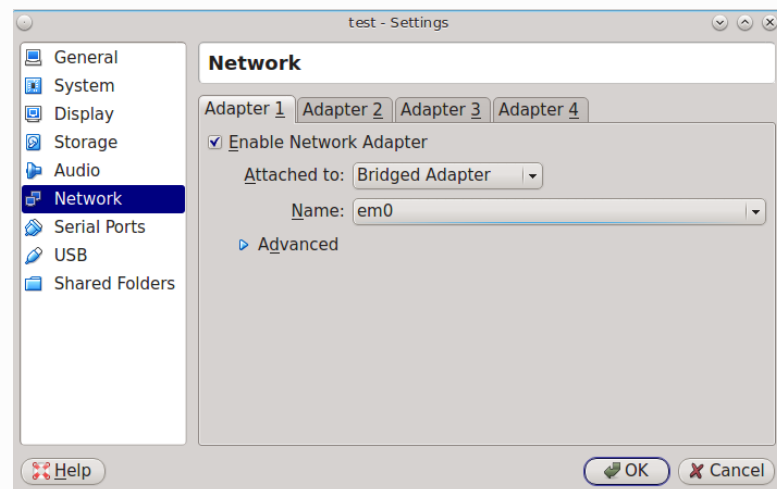 test - Settings
General
System
Display
Storage
Audio
Network
Serial Ports
USB
Shared Folders
Network
Adapter 1 Adapter 2 Adapter 3 Adapter 4
Enable Network Adapter
Attached to: Bridged Adapter
Name: em0
Advanced
Help
OK
Cancel